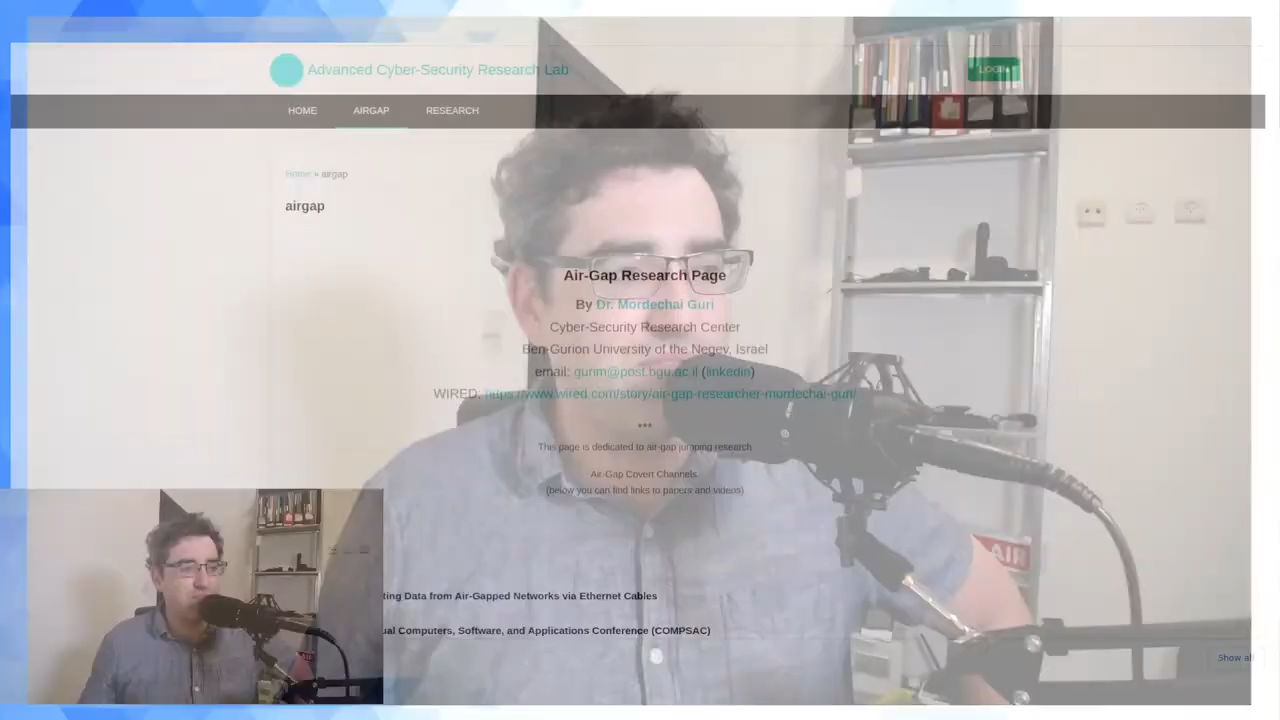 Advanced Cyber-Security Research Lab
LOGIN
HOME AIRGAP RESEARCH
Home » airgap
airgap
Air-Gap Research Page
By Dr. Mordechai Guri
Cyber-Security Research Center
Ben-Gurion University of the Negev, Israel
email: gurim@post.bgu.ac.il (linkedin)
WIRED: https://www.wired.com/story/air-gap-researcher-mordechai-guri/
•••
This page is dedicated to air-gap jumping research
Air-Gap Covert Channels.
(below you can find links to papers and videos)
ting Data from Air-Gapped Networks via Ethernet Cables
ual Computers, Software, and Applications Conference (COMPSAC)
Show all